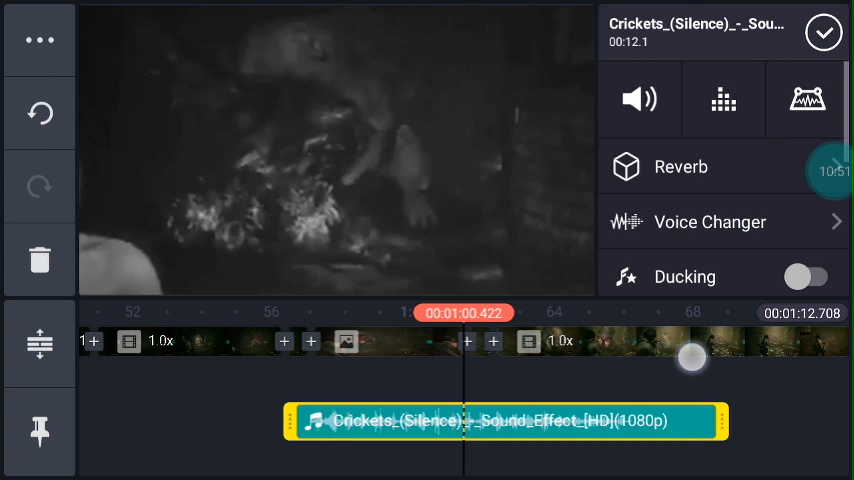 Crickets_(Silence)_-_Sou...
00:12.1
Reverb
10:51
Voice Changer
Ducking
52
56
00:01:00.422
64
68
00:01:12.708
1.0x
1.0x
Crickets_(Silence)_-_Sound_Effect_[HD](1080p)